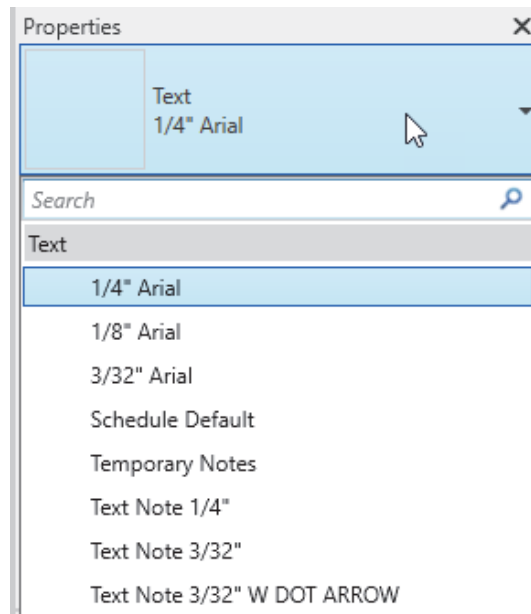 Properties
Text
1/4" Arial
Search
Text
1/4" Arial
1/8" Arial
3/32" Arial
Schedule Default
Temporary Notes
Text Note 1/4"
Text Note 3/32"
Text Note 3/32" W DOT ARROW